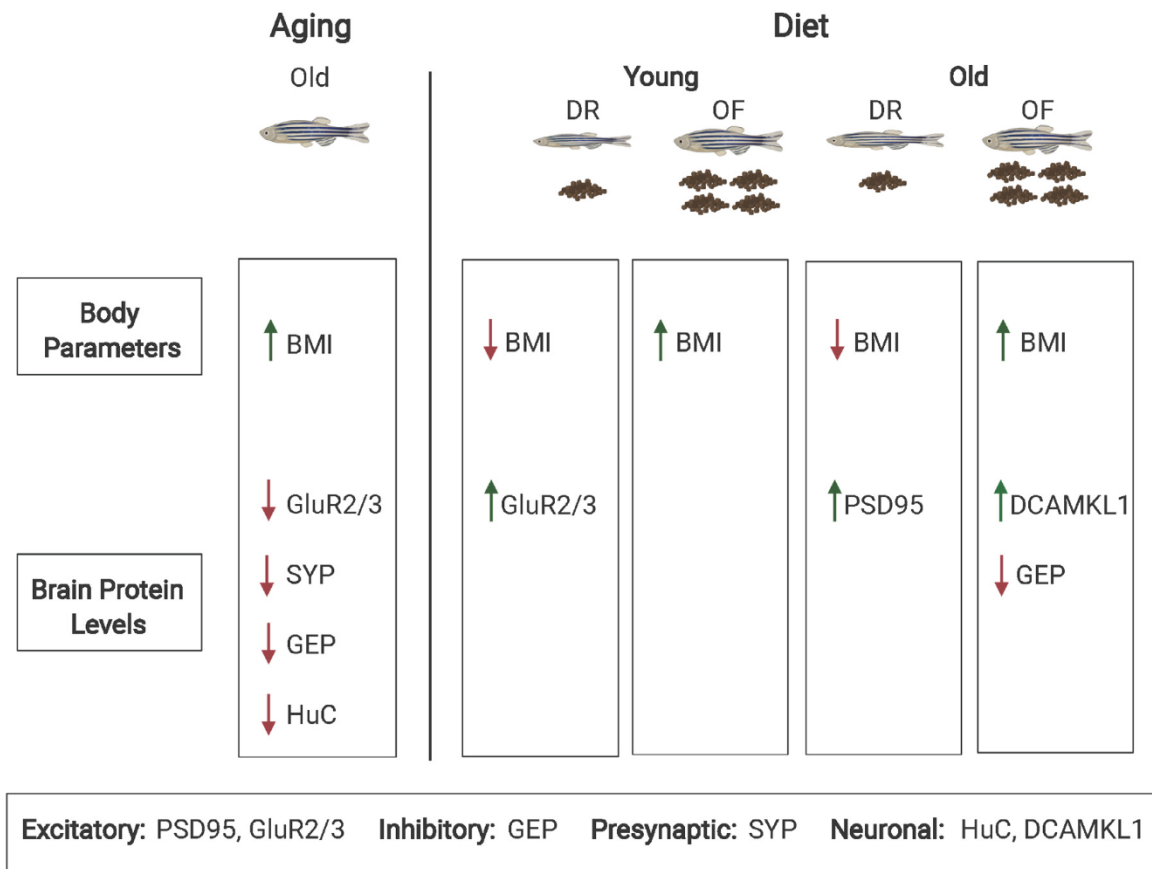 Aging
Diet
Old
Young
Old
DR
OF
DR
OF
Body
Parameters
BMI
BMI
BMI
BMI
BMI
Brain Protein
Levels
GluR2/3
GluR2/3
PSD95
DCAMKL1
SYP
GEP
GEP
HuC
Excitatory: PSD95, GluR2/3 Inhibitory: GEP Presynaptic: SYP Neuronal: HuC, DCAMKL1